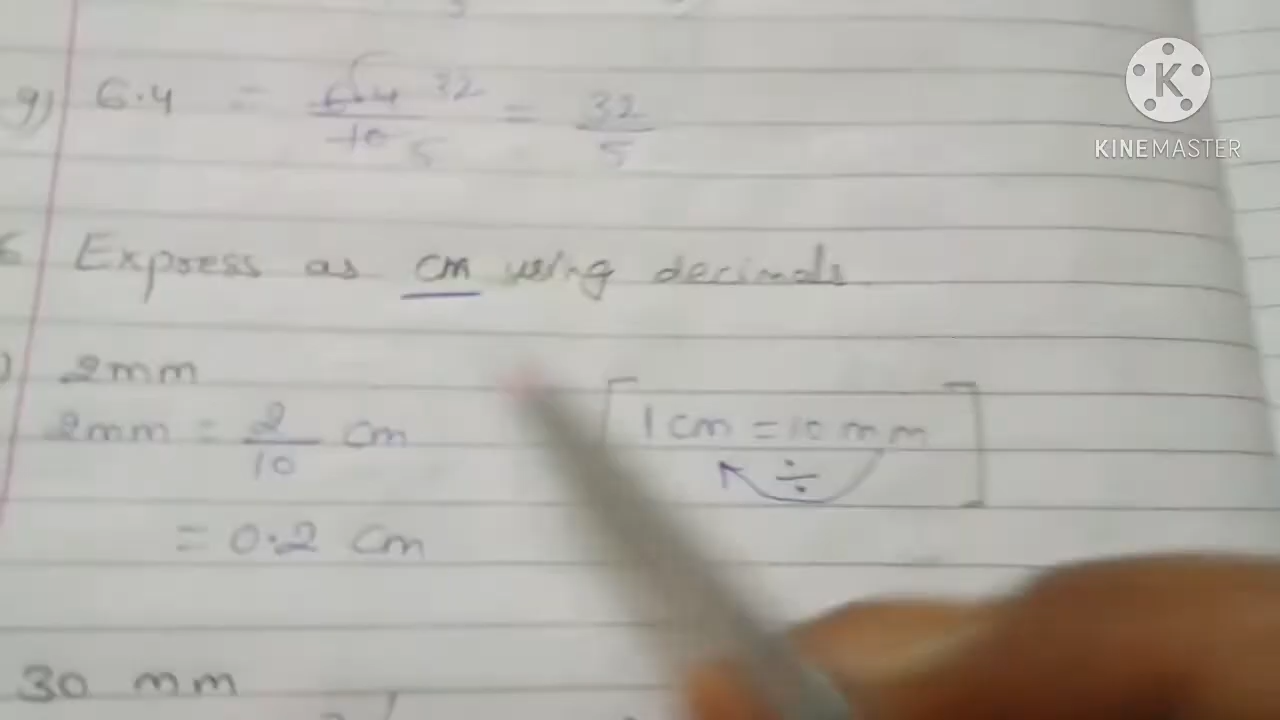 g) 6.4 = 64/10 32/5 = 32/5
KINEMASTER
6 Express as cm using decimals
2mm
2mm = 2/10 cm
[1 cm = 10 mm]
÷
= 0.2 cm
30 mm